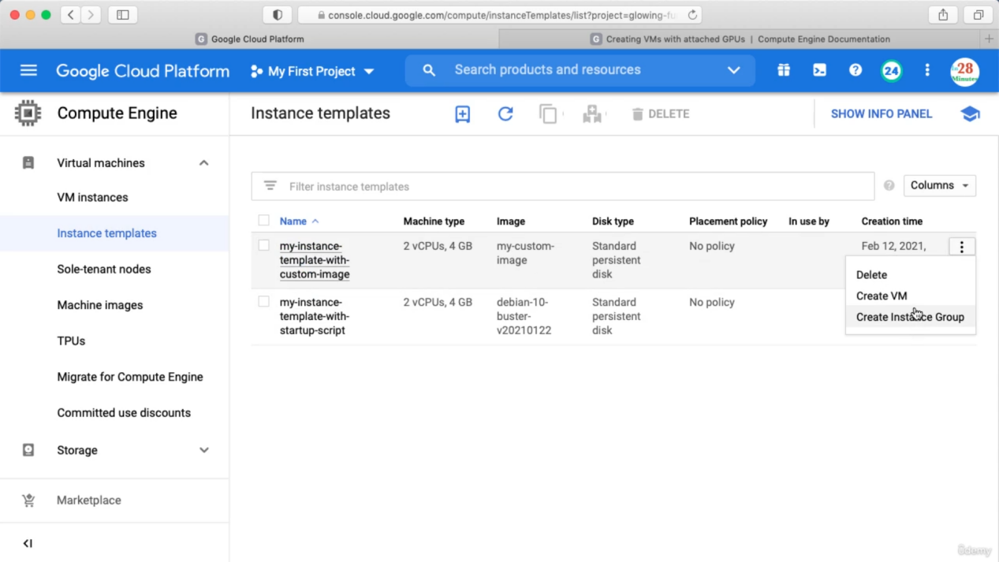 console.cloud.google.com/compute/instanceTemplates/list?project=glowing-fu
Google Cloud Platform
Creating VMs with attached GPUs | Compute Engine Documentation
Google Cloud Platform
My First Project
Search products and resources
24
in28
Minutes
Compute Engine
Instance templates
DELETE
SHOW INFO PANEL
Virtual machines
VM instances
Instance templates
Sole-tenant nodes
Machine images
TPUs
Migrate for Compute Engine
Committed use discounts
Storage
Marketplace
Filter instance templates
Columns
Name Machine type Image Disk type Placement policy In use by Creation time
my-instance- 2 vCPUs, 4 GB my-custom- Standard No policy Feb 12, 2021,
template-with- image persistent
custom-image disk
my-instance- 2 vCPUs, 4 GB debian-10- Standard No policy
template-with- buster- persistent
startup-script v20210122 disk
Delete
Create VM
Create Instance Group
ûdemy